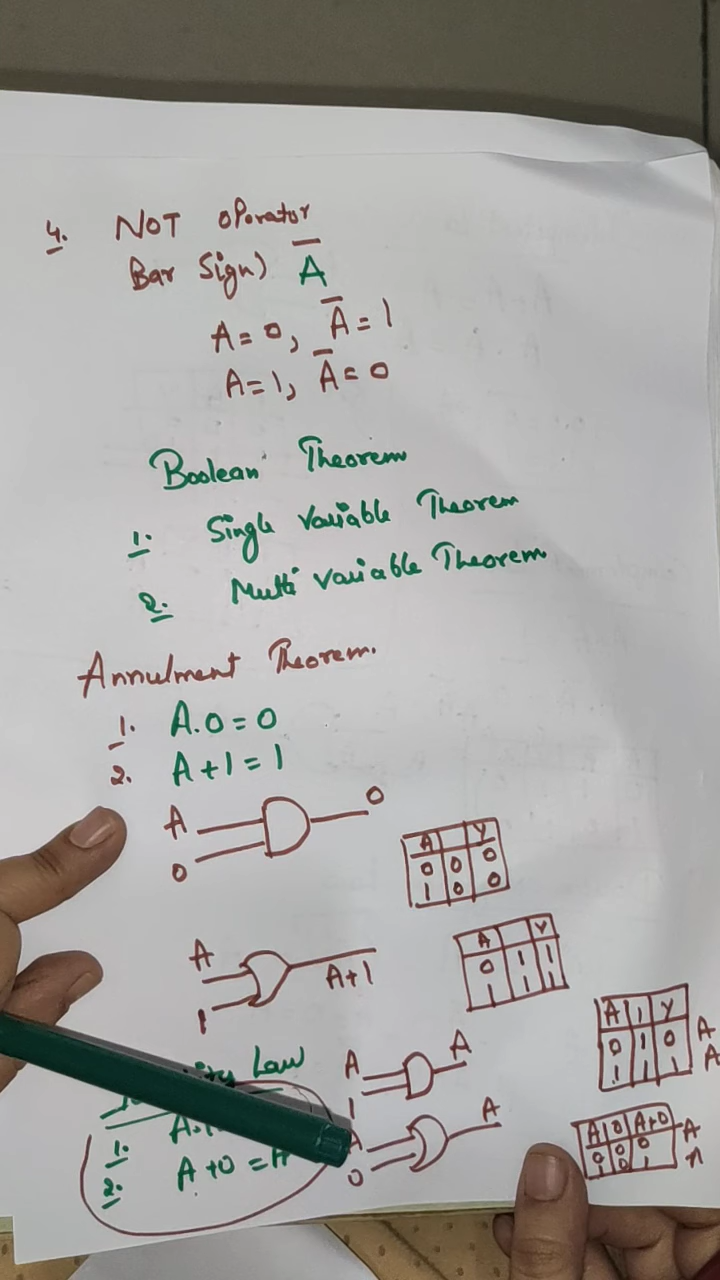 4. NOT operator
Bar Sign) A̅
A = 0, A̅ = 1
A = 1, A̅ = 0
Boolean Theorem
1. Single Variable Theorem
2. Multi Variable Theorem
Annulment Theorem.
1. A.0 = 0
2. A + 1 = 1
A 0
0
A Y
0 0 0
1 0 0
A
1 A+1
A Y
0 1 1
1 1 1
Law
1. A.
2. A + 0 = A
A A
1
A 1 Y
0 1 0 A
1 1 1 A
A
0
A 0 A+0 A
0 0 0 A
1 0 1